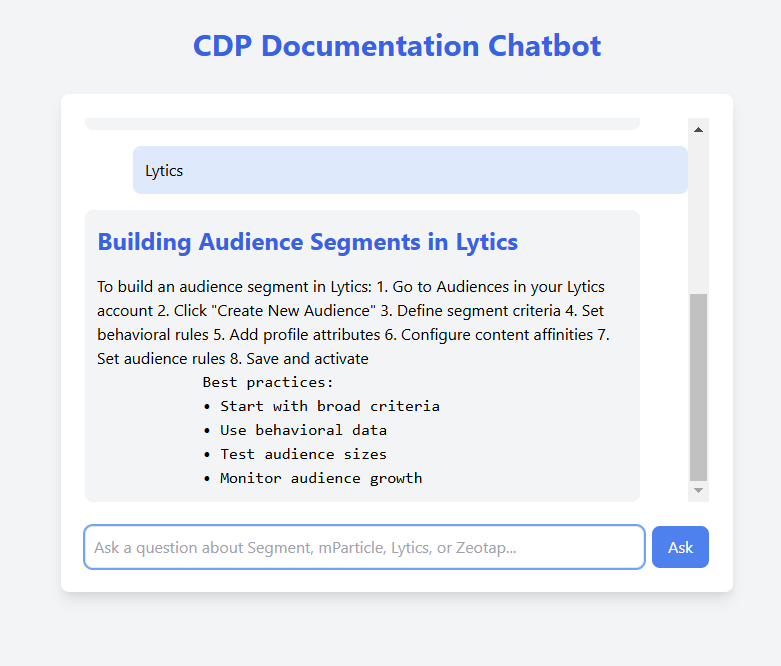 CDP Documentation Chatbot
Lytics
Building Audience Segments in Lytics
To build an audience segment in Lytics: 1. Go to Audiences in your Lytics
account 2. Click "Create New Audience" 3. Define segment criteria 4. Set
behavioral rules 5. Add profile attributes 6. Configure content affinities 7.
Set audience rules 8. Save and activate
Best practices:
• Start with broad criteria
• Use behavioral data
• Test audience sizes
• Monitor audience growth
Ask a question about Segment, mParticle, Lytics, or Zeotap...
Ask